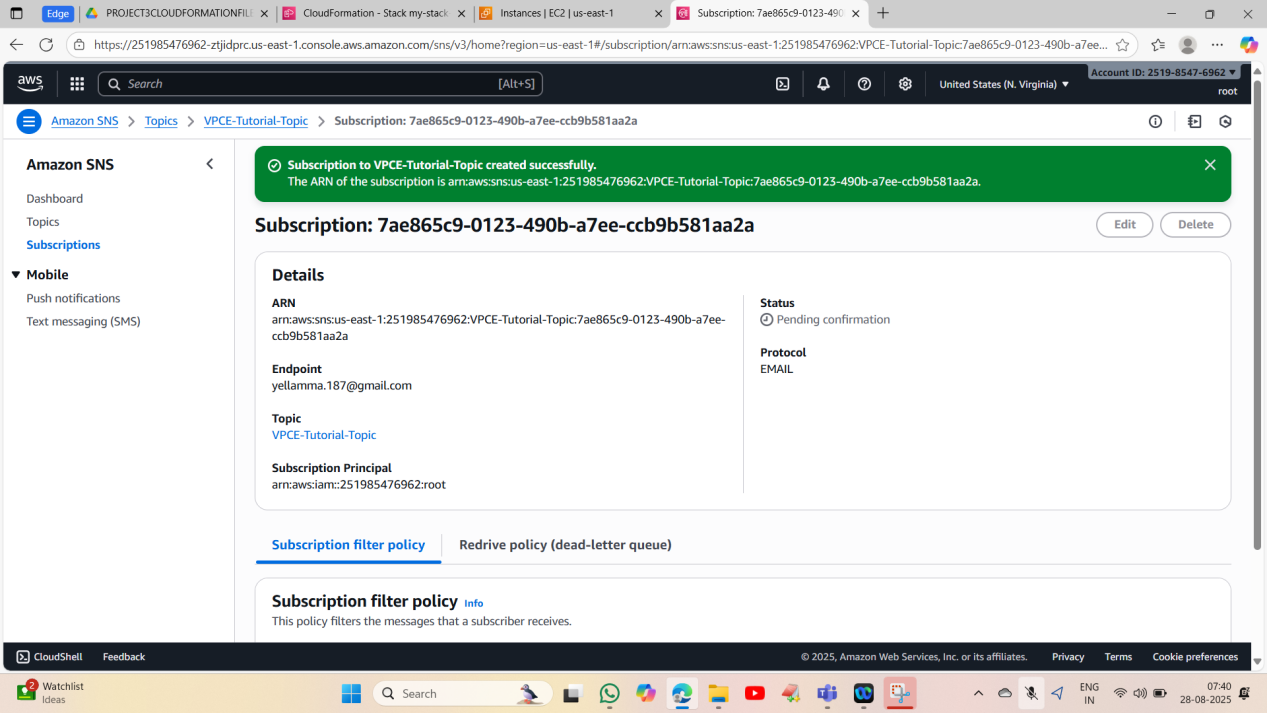 Edge
PROJECT3CLOUDFORMATIONFILE
CloudFormation - Stack my-stack
Instances | EC2 | us-east-1
Subscription: 7ae865c9-0123-490
https://251985476962-ztjidprc.us-east-1.console.aws.amazon.com/sns/v3/home?region=us-east-1#/subscription/arn:aws:sns:us-east-1:251985476962:VPCE-Tutorial-Topic:7ae865c9-0123-490b-a7ee...
aws
Search
[Alt+S]
United States (N. Virginia)
Account ID: 2519-8547-6962
root
Amazon SNS
Topics
VPCE-Tutorial-Topic
Subscription: 7ae865c9-0123-490b-a7ee-ccb9b581aa2a
Amazon SNS
Dashboard
Topics
Subscriptions
Mobile
Push notifications
Text messaging (SMS)
Subscription to VPCE-Tutorial-Topic created successfully.
The ARN of the subscription is arn:aws:sns:us-east-1:251985476962:VPCE-Tutorial-Topic:7ae865c9-0123-490b-a7ee-ccb9b581aa2a.
Subscription: 7ae865c9-0123-490b-a7ee-ccb9b581aa2a
Edit
Delete
Details
ARN
arn:aws:sns:us-east-1:251985476962:VPCE-Tutorial-Topic:7ae865c9-0123-490b-a7ee-
ccb9b581aa2a
Endpoint
yellamma.187@gmail.com
Topic
VPCE-Tutorial-Topic
Subscription Principal
arn:aws:iam::251985476962:root
Status
Pending confirmation
Protocol
EMAIL
Subscription filter policy
Redrive policy (dead-letter queue)
Subscription filter policy Info
This policy filters the messages that a subscriber receives.
CloudShell
Feedback
© 2025, Amazon Web Services, Inc. or its affiliates.
Privacy
Terms
Cookie preferences
2
Watchlist
Ideas
Search
ENG
IN
07:40
28-08-2025